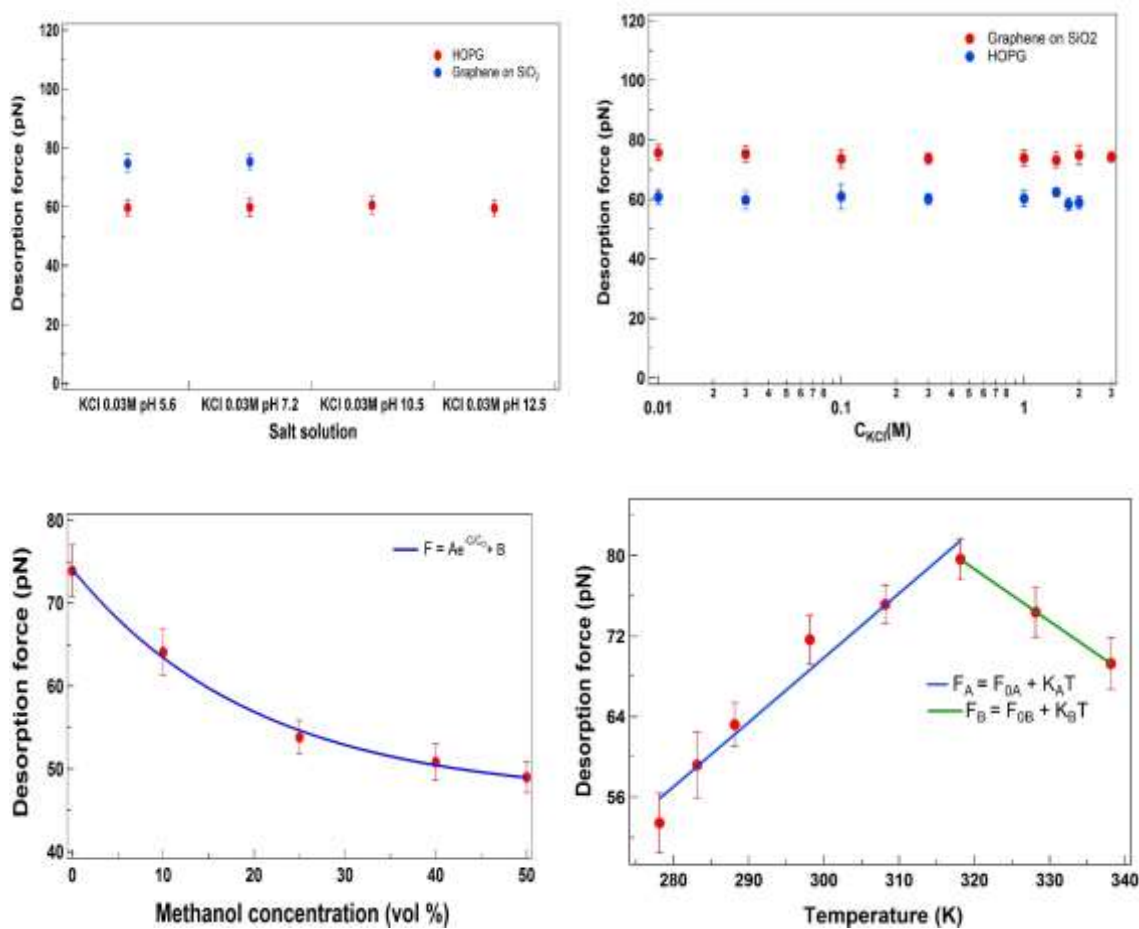 120
100
80
60
40
20
0
Desorption force (pN)
HOPG
Graphene on SiO2
KCl 0.03M pH 5.6
KCl 0.03M pH 7.2
KCl 0.03M pH 10.5
KCl 0.03M pH 12.5
Salt solution
120
100
80
60
40
20
0
Desorption force (pN)
Graphene on SiO2
HOPG
0.01 2 3 4 5 6 7 8 0.1 2 3 4 5 6 7 8 1 2 3
CKCl(M)
80
70
60
50
40
Desorption force (pN)
F = Ae-C/C0+ B
0 10 20 30 40 50
Methanol concentration (vol %)
80
72
64
56
Desorption force (pN)
FA = F0A + KAT
FB = F0B + KBT
280 290 300 310 320 330 340
Temperature (K)